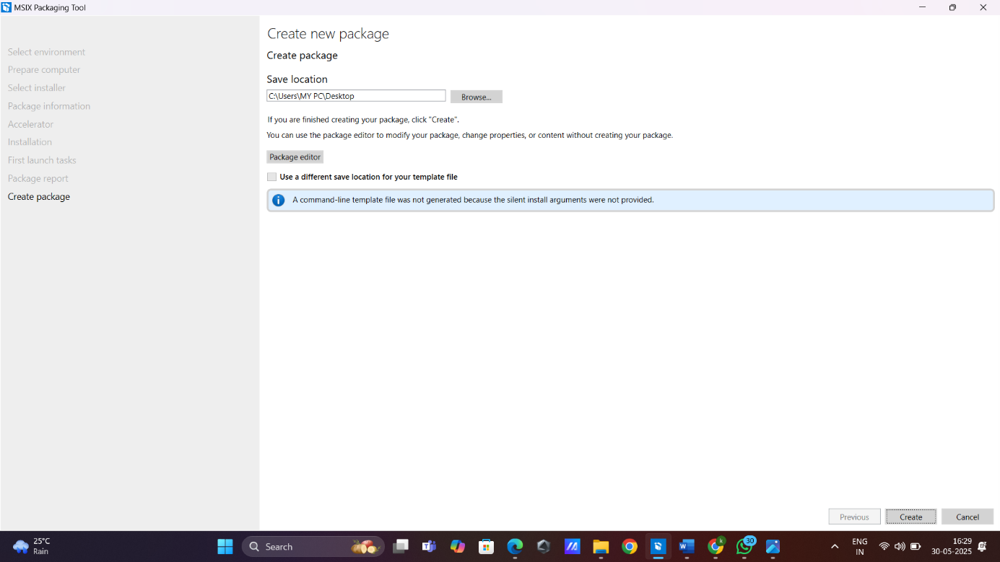 MSIX Packaging Tool
Create new package
Select environment
Prepare computer
Select installer
Package information
Accelerator
Installation
First launch tasks
Package report
Create package
Create package
Save location
C:\Users\MY PC\Desktop
Browse...
If you are finished creating your package, click "Create".
You can use the package editor to modify your package, change properties, or content without creating your package.
Package editor
Use a different save location for your template file
A command-line template file was not generated because the silent install arguments were not provided.
Previous
Create
Cancel
25°C
Rain
Search
30
ENG
IN
16:29
30-05-2025